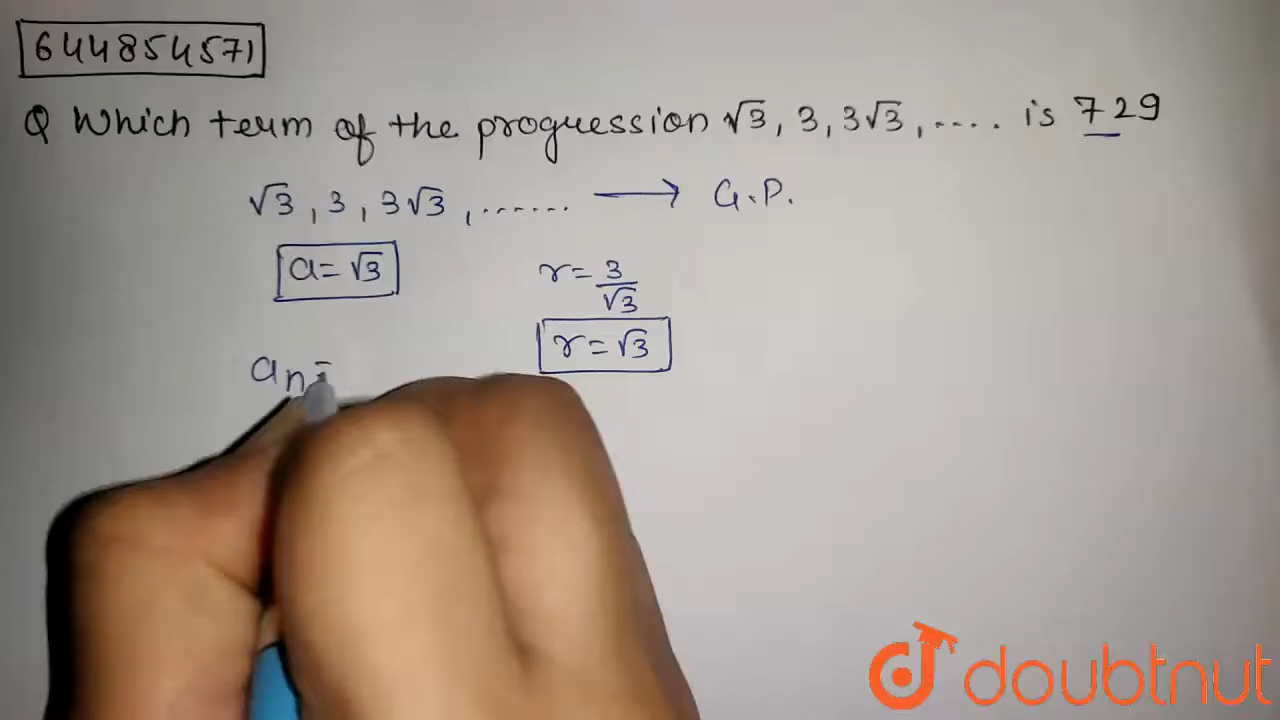 644854571
Q Which term of the progression √3, 3, 3√3, .... is 729
√3, 3, 3√3, ...... → G.P.
a = √3
r = 3/√3
r = √3
an =
doubtnut